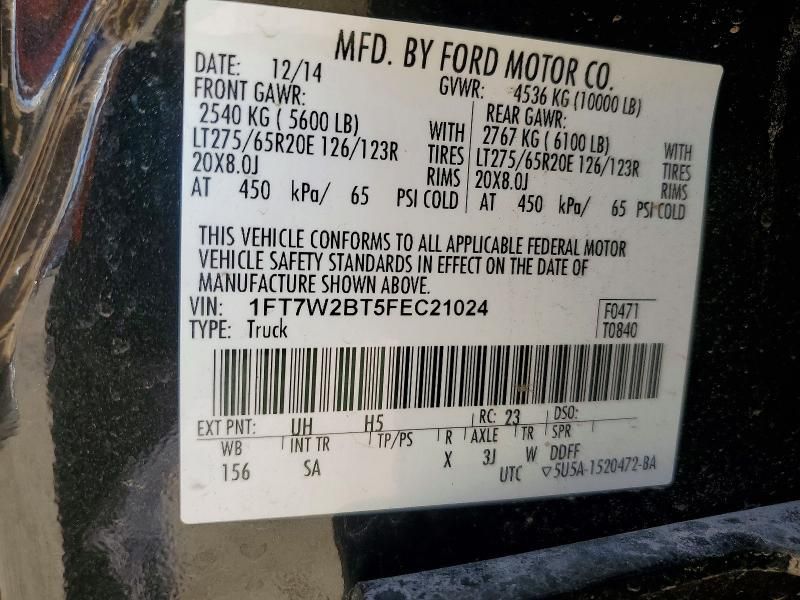 MFD. BY FORD MOTOR CO.
DATE: 12/14 GVWR: 4536 KG (10000 LB)
FRONT GAWR: REAR GAWR:
2540 KG ( 5600 LB) WITH 2767 KG ( 6100 LB) WITH
LT275/65R20E 126/123R TIRES LT275/65R20E 126/123R TIRES
20X8.0J RIMS 20X8.0J RIMS
AT 450 kPa/ 65 PSI COLD AT 450 kPa/ 65 PSI COLD
THIS VEHICLE CONFORMS TO ALL APPLICABLE FEDERAL MOTOR
VEHICLE SAFETY STANDARDS IN EFFECT ON THE DATE OF
MANUFACTURE SHOWN ABOVE.
VIN: 1FT7W2BT5FEC21024 F0471
TYPE: Truck T0840
EXT PNT: UH H5 RC: 23 DSO:
WB INT TR TP/PS R AXLE TR SPR
156 SA X 3J W DDFF
UTC ▽5U5A-1520472-BA